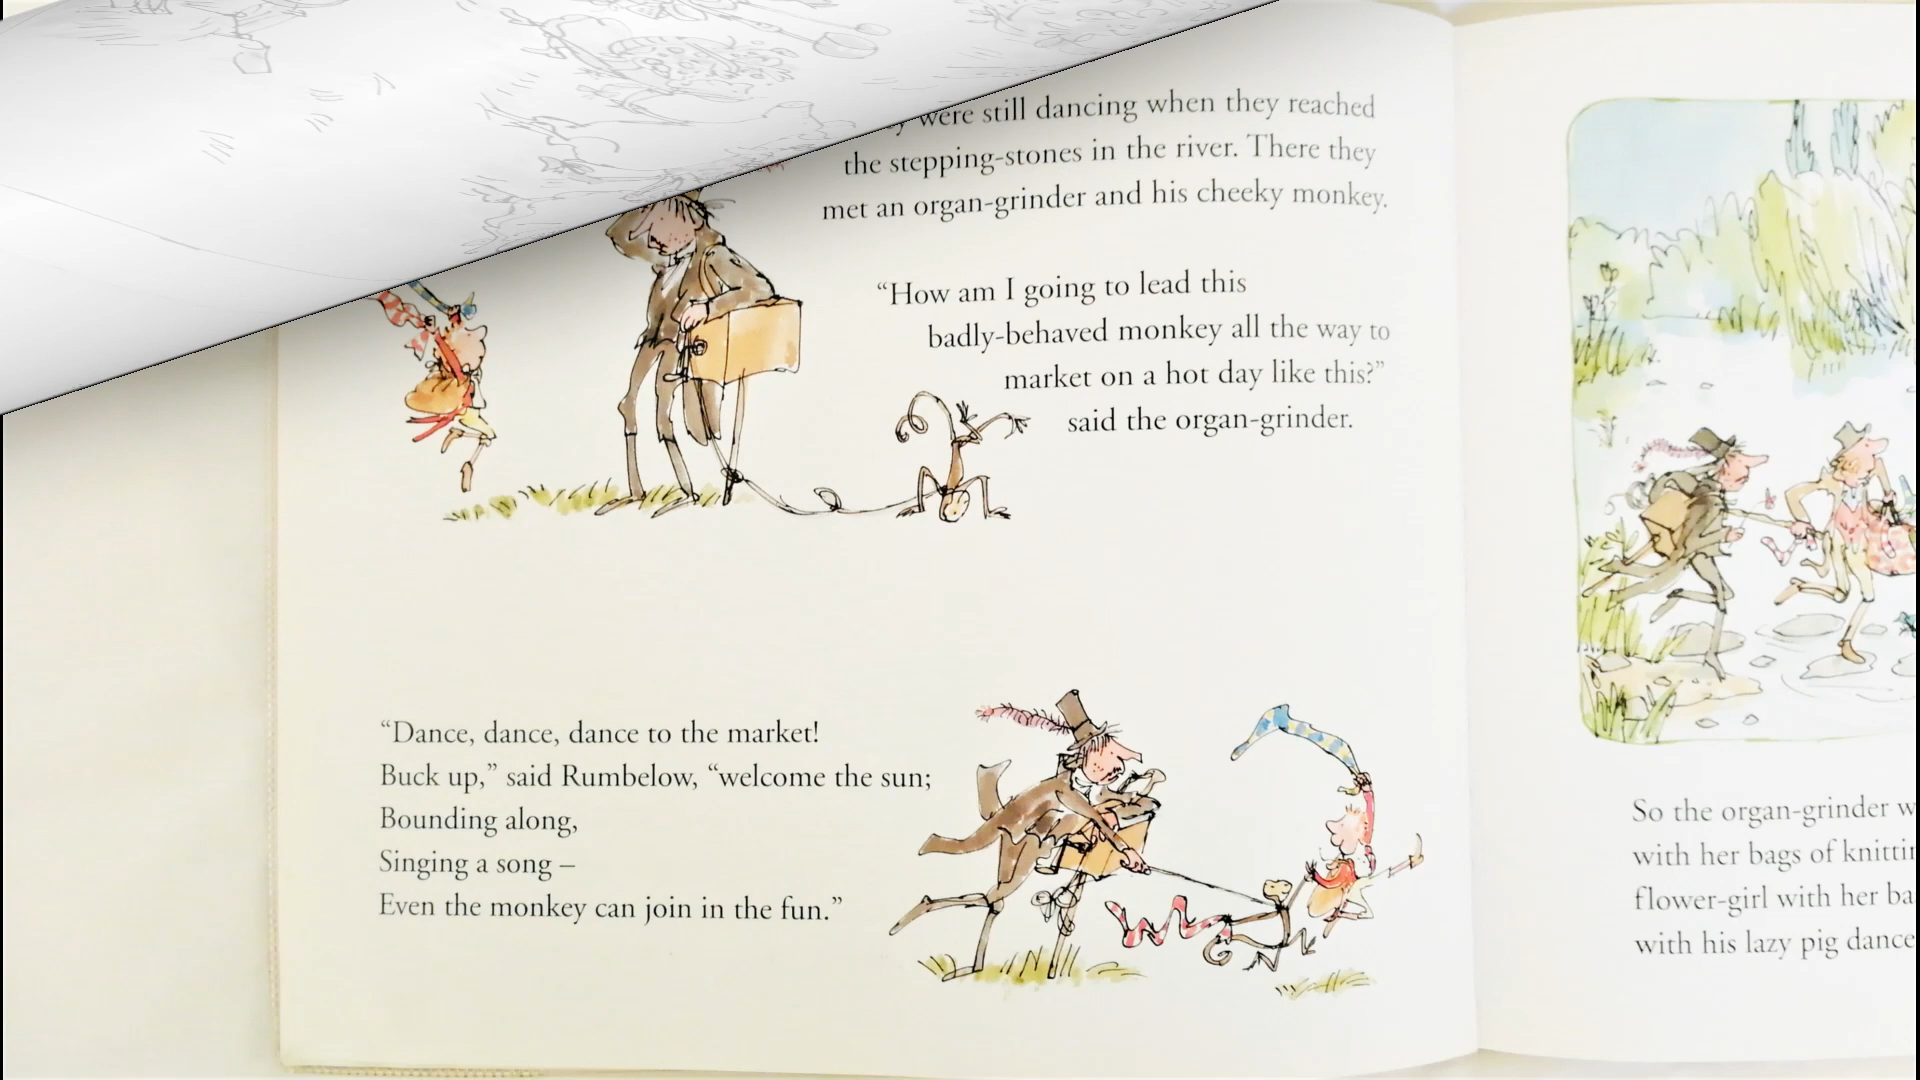 were still dancing when they reached
the stepping-stones in the river. There they
met an organ-grinder and his cheeky monkey.
“How am I going to lead this
badly-behaved monkey all the way to
market on a hot day like this?”
said the organ-grinder.
“Dance, dance, dance to the market!
Buck up,” said Rumbelow, “welcome the sun;
Bounding along,
Singing a song –
Even the monkey can join in the fun.”
So the organ-grinder
with her bags of
flower-girl with her
with his lazy pig